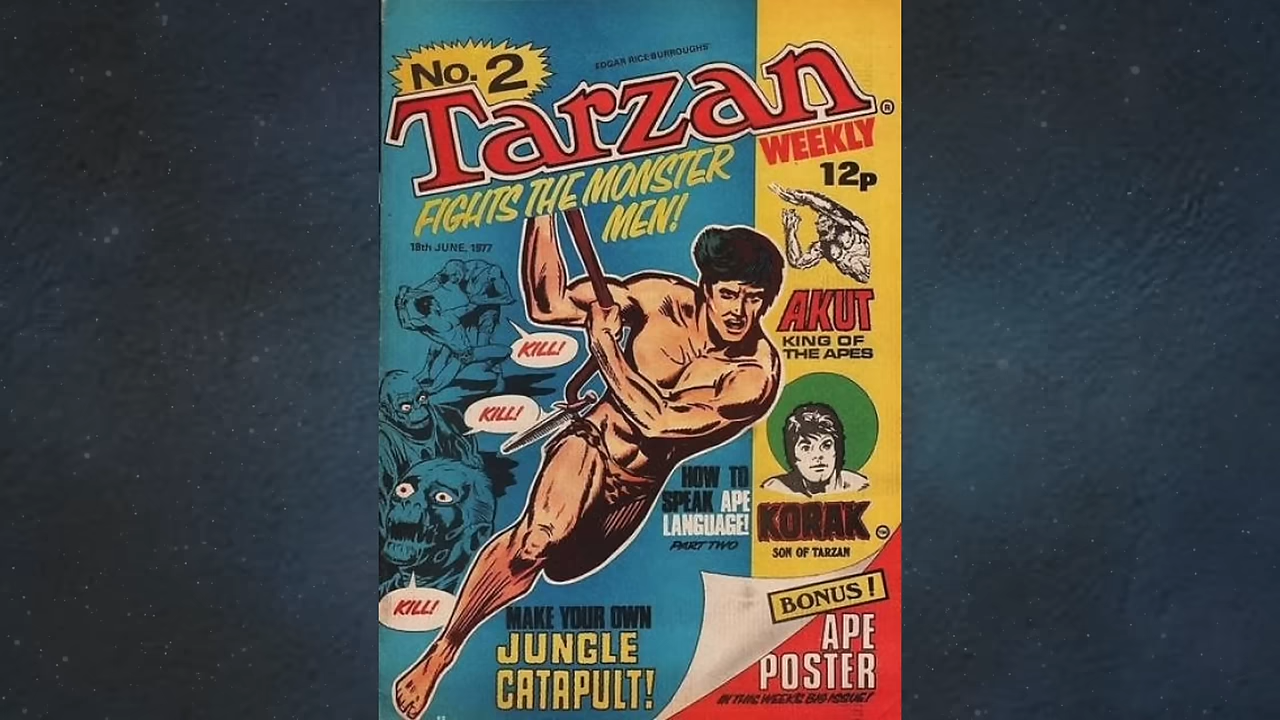 No. 2
EDGAR RICE BURROUGHS'
Tarzan ®
WEEKLY
12p
FIGHTS THE MONSTER
MEN!
18th JUNE, 1977
KILL!
KILL!
KILL!
AKUT
KING OF
THE APES
KORAK
SON OF TARZAN
HOW TO
SPEAK APE
LANGUAGE!
PART TWO
MAKE YOUR OWN
JUNGLE
CATAPULT!
BONUS!
APE
POSTER
IN THIS WEEK'S BIG ISSUE!